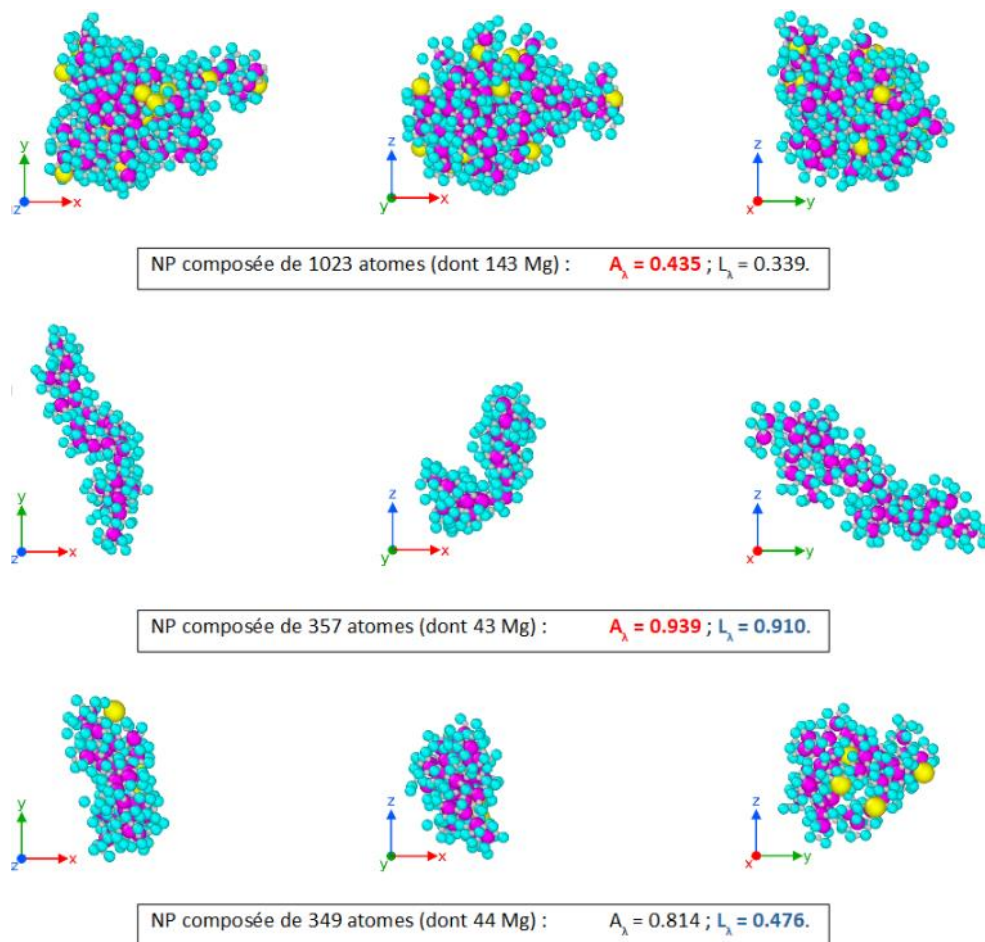 y
z
x
z
y
x
z
x
y
NP composée de 1023 atomes (dont 143 Mg) : A_λ = 0.435 ; L_λ = 0.339.
y
z
x
z
y
x
z
x
y
NP composée de 357 atomes (dont 43 Mg) : A_λ = 0.939 ; L_λ = 0.910.
y
z
x
z
y
x
z
x
y
NP composée de 349 atomes (dont 44 Mg) : A_λ = 0.814 ; L_λ = 0.476.